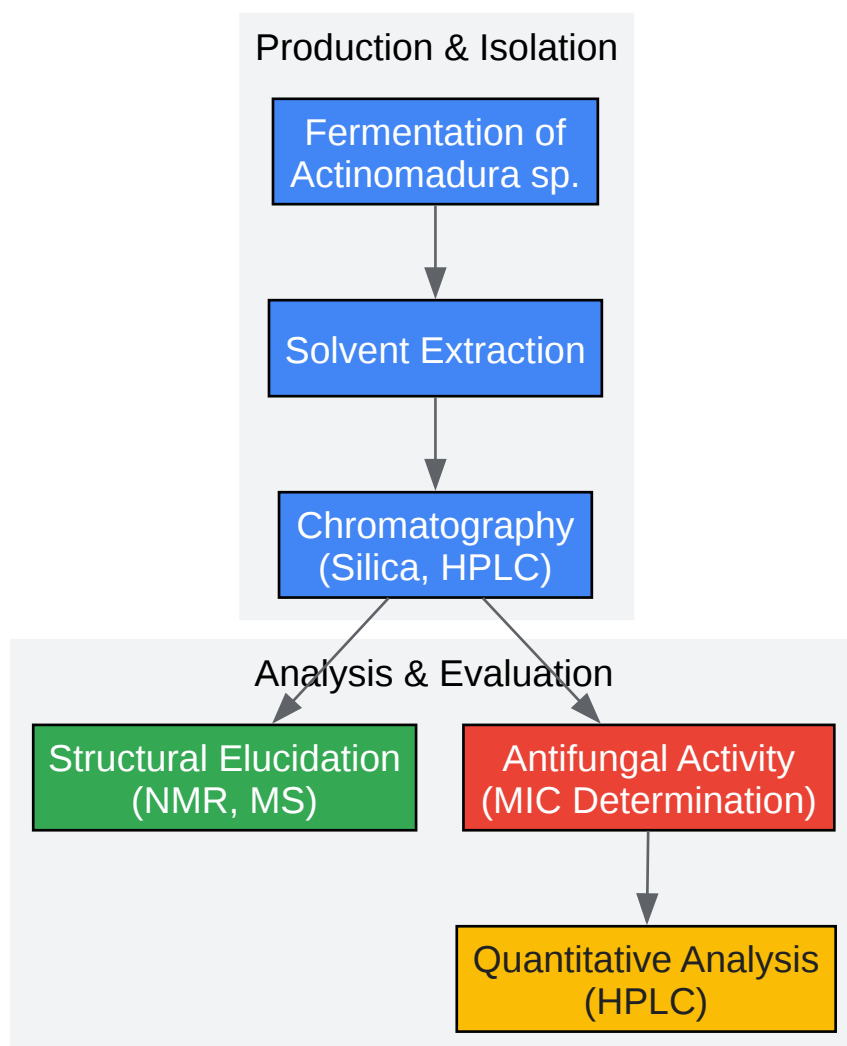 Production & Isolation
Fermentation of
Actinomadura sp.
Solvent Extraction
Chromatography
(Silica, HPLC)
Analysis & Evaluation
Structural Elucidation
(NMR, MS)
Antifungal Activity
(MIC Determination)
Quantitative Analysis
(HPLC)